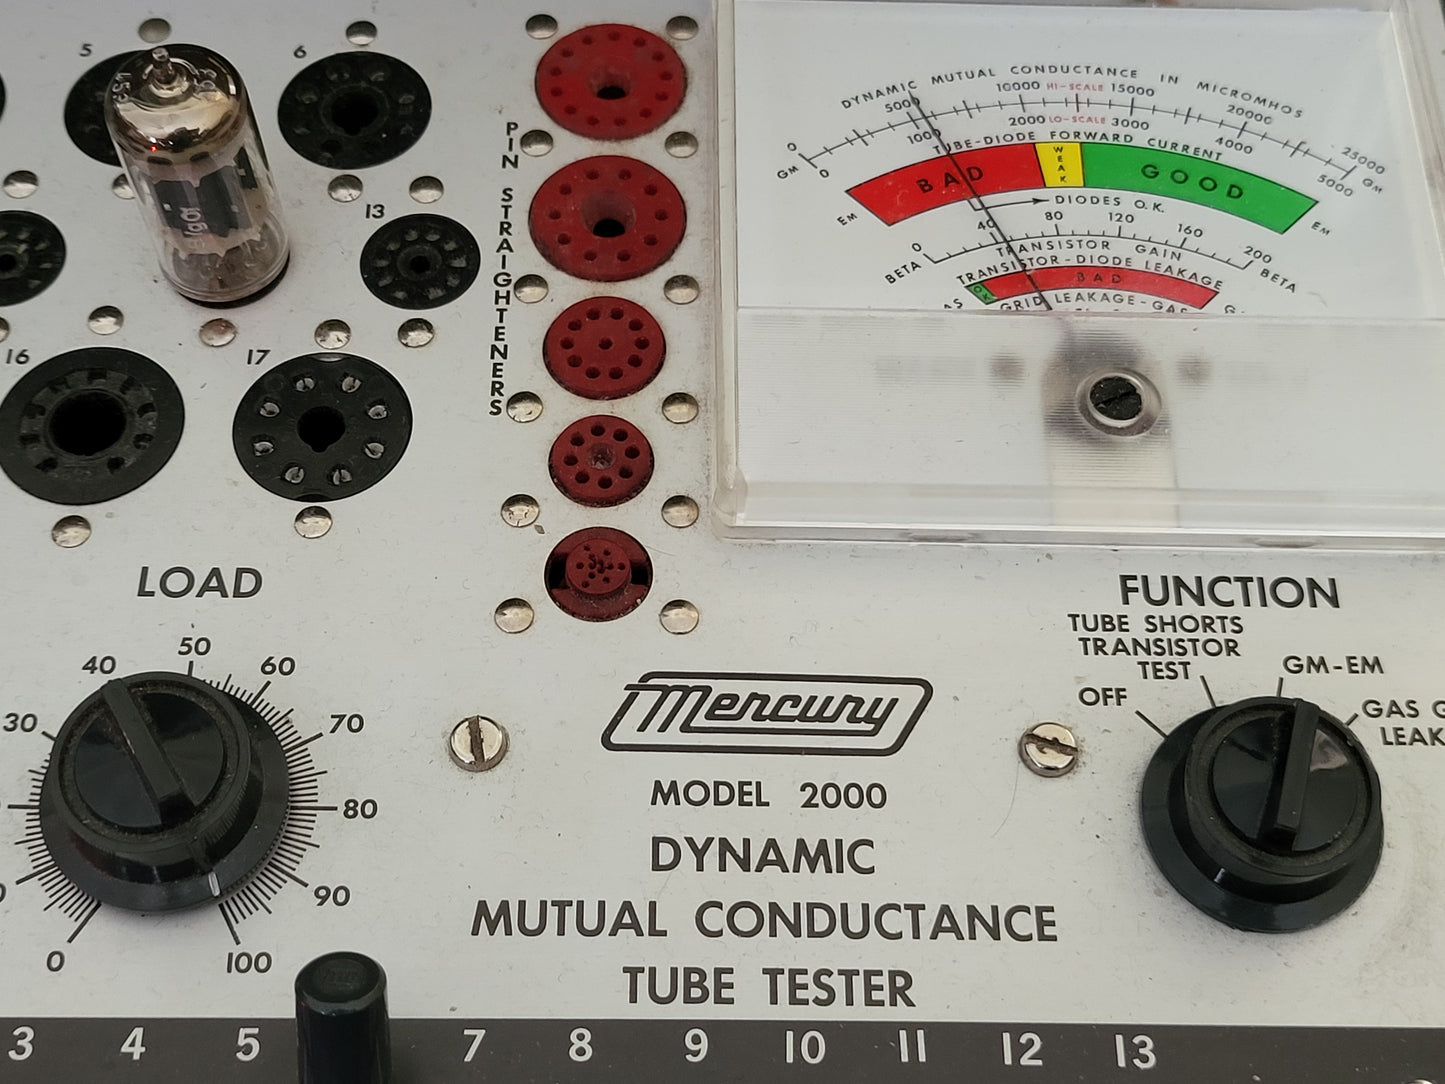 5
6
13
16
17
PIN STRAIGHTENERS
DYNAMIC MUTUAL CONDUCTANCE IN MICROMHOS
0 5000 10000 HI-SCALE 15000 20000 25000
GM 0 1000 2000 LO-SCALE 3000 4000 5000 GM
TUBE-DIODE FORWARD CURRENT
EM BAD WEAK GOOD EM
DIODES O.K.
BETA 0 40 80 120 160 200 BETA
TRANSISTOR GAIN
TRANSISTOR-DIODE LEAKAGE
OK BAD
GRID LEAKAGE-GAS
LOAD
0 30 40 50 60 70 80 90 100
FUNCTION
TUBE SHORTS
TRANSISTOR
TEST
OFF
GM-EM
GAS G
LEAK
Mercury
MODEL 2000
DYNAMIC
MUTUAL CONDUCTANCE
TUBE TESTER
3 4 5 7 8 9 10 11 12 13